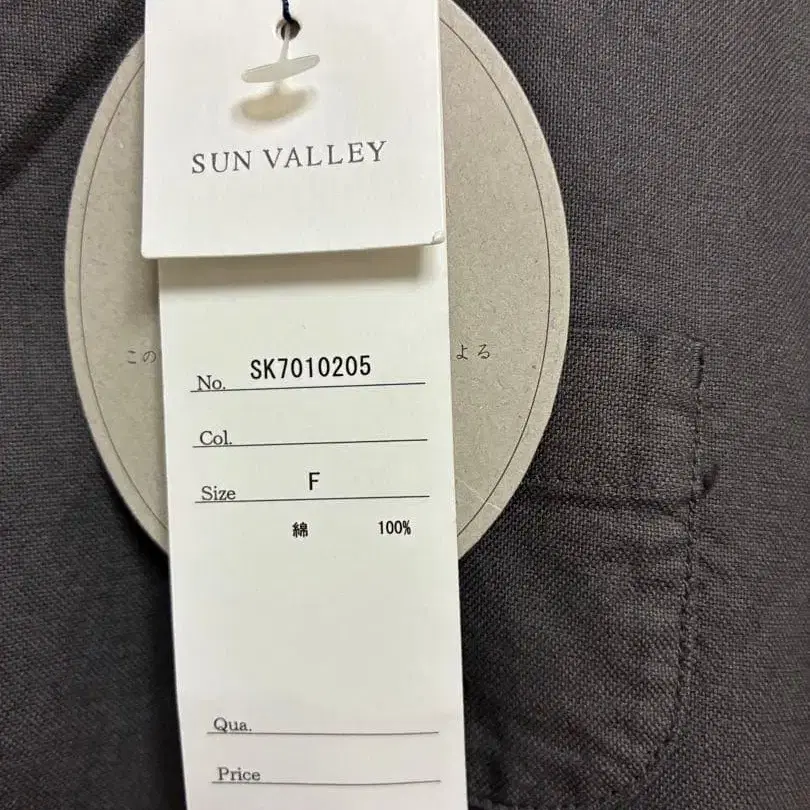 SUN VALLEY
この よる
No. SK7010205
Col.
Size F
綿 100%
Qua.
Price